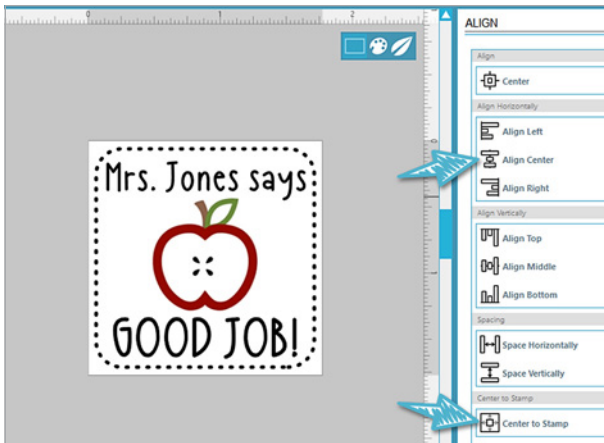 1
2
0
1
Mrs. Jones says
GOOD JOB!
ALIGN
Align
Center
Align Horizontally
Align Left
Align Center
Align Right
Align Vertically
Align Top
Align Middle
Align Bottom
Spacing
Space Horizontally
Space Vertically
Center to Stamp
Center to Stamp